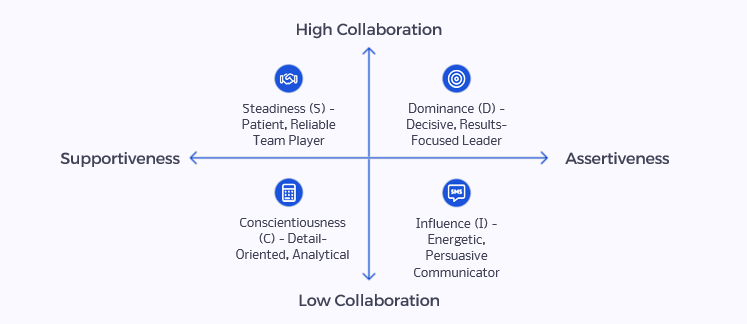 High Collaboration
Steadiness (S) -
Patient, Reliable
Team Player
Dominance (D) -
Decisive, Results-
Focused Leader
Supportiveness
Assertiveness
Conscientiousness
(C) - Detail-
Oriented, Analytical
SMS
Influence (I) -
Energetic,
Persuasive
Communicator
Low Collaboration